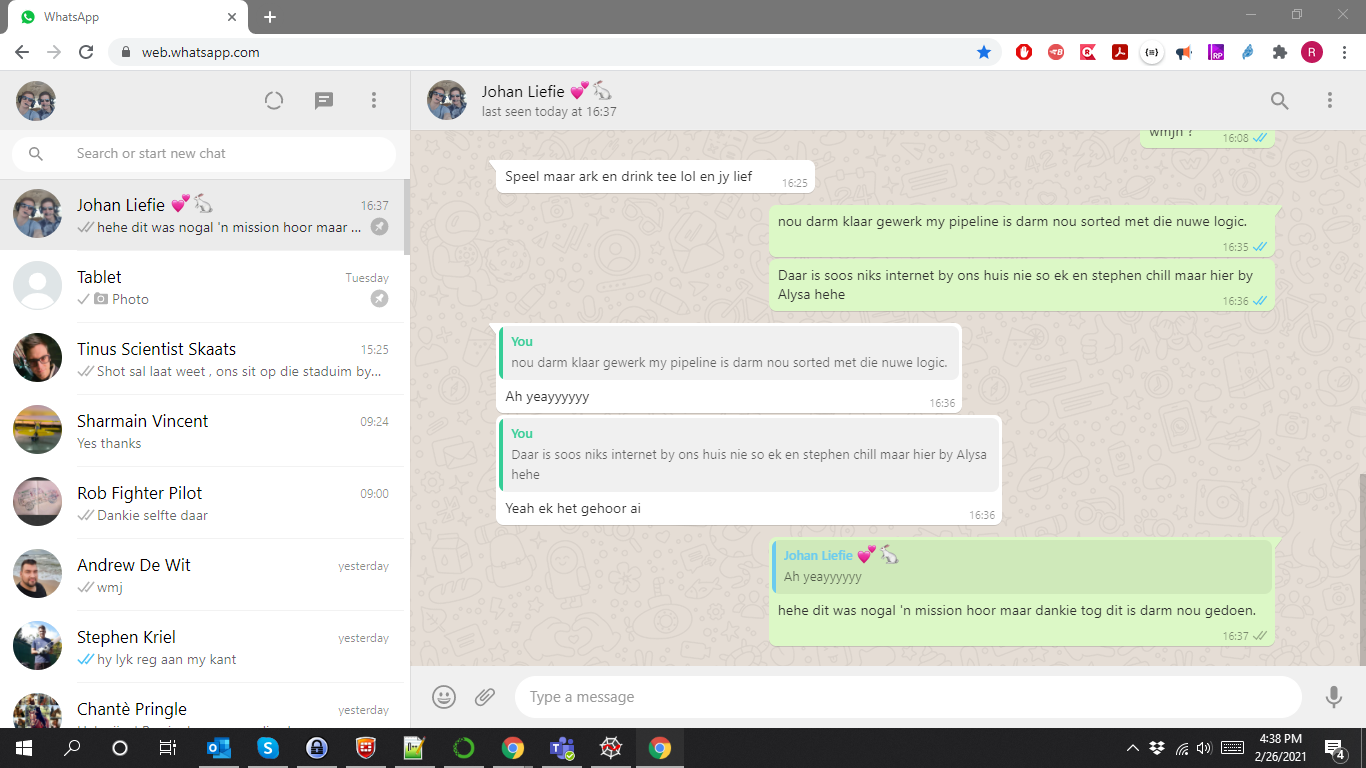 WhatsApp
web.whatsapp.com
R
Search or start new chat
Johan Liefie 💕🐇
16:37
hehe dit was nogal 'n mission hoor maar ...
Tablet
Tuesday
Photo
Tinus Scientist Skaats
15:25
Shot sal laat weet , ons sit op die staduim by...
Sharmain Vincent
09:24
Yes thanks
Rob Fighter Pilot
09:00
Dankie selfte daar
Andrew De Wit
yesterday
wmj
Stephen Kriel
yesterday
hy lyk reg aan my kant
Chantè Pringle
yesterday
Johan Liefie 💕🐇
last seen today at 16:37
wmjn ?
16:08
Speel maar ark en drink tee lol en jy lief
16:25
nou darm klaar gewerk my pipeline is darm nou sorted met die nuwe logic.
16:35
Daar is soos niks internet by ons huis nie so ek en stephen chill maar hier by
Alysa hehe
16:36
You
nou darm klaar gewerk my pipeline is darm nou sorted met die nuwe logic.
Ah yeayyyyyy
16:36
You
Daar is soos niks internet by ons huis nie so ek en stephen chill maar hier by Alysa
hehe
Yeah ek het gehoor ai
16:36
Johan Liefie 💕🐇
Ah yeayyyyyy
hehe dit was nogal 'n mission hoor maar dankie tog dit is darm nou gedoen.
16:37
Type a message
4:38 PM
2/26/2021
4